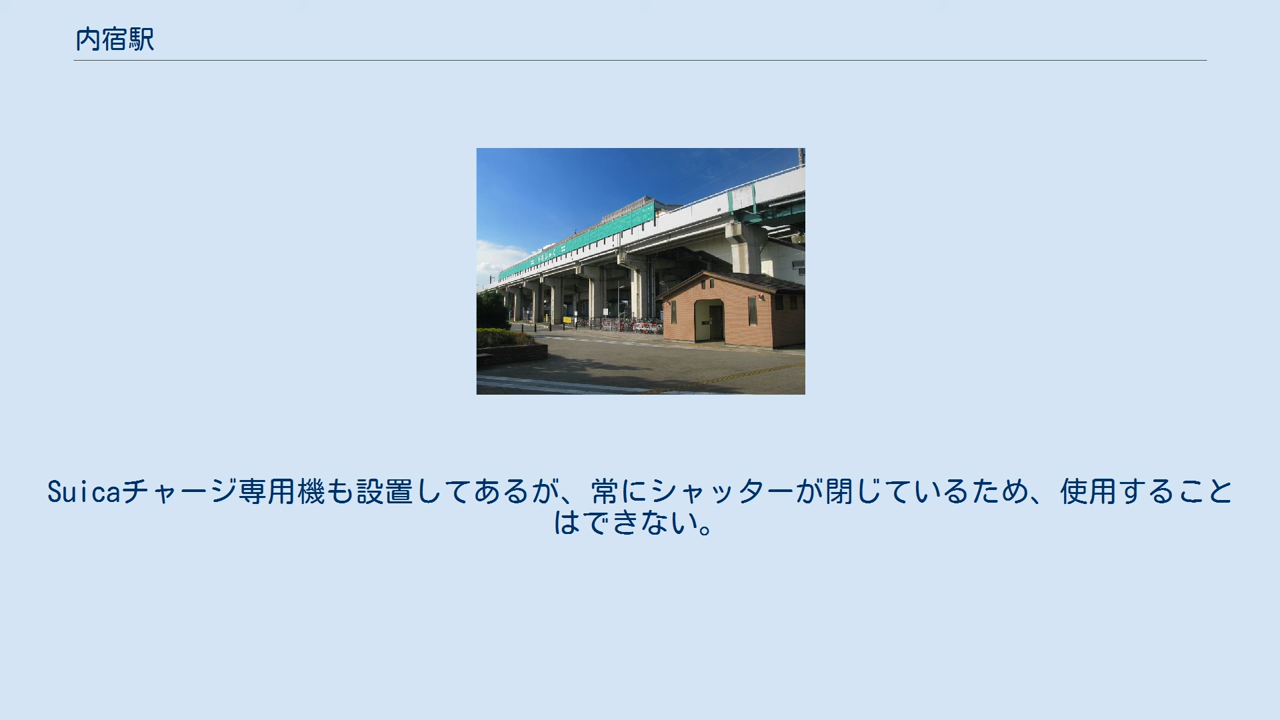 内宿駅
Suicaチャージ専用機も設置してあるが、常にシャッターが閉じているため、使用すること
はできない。